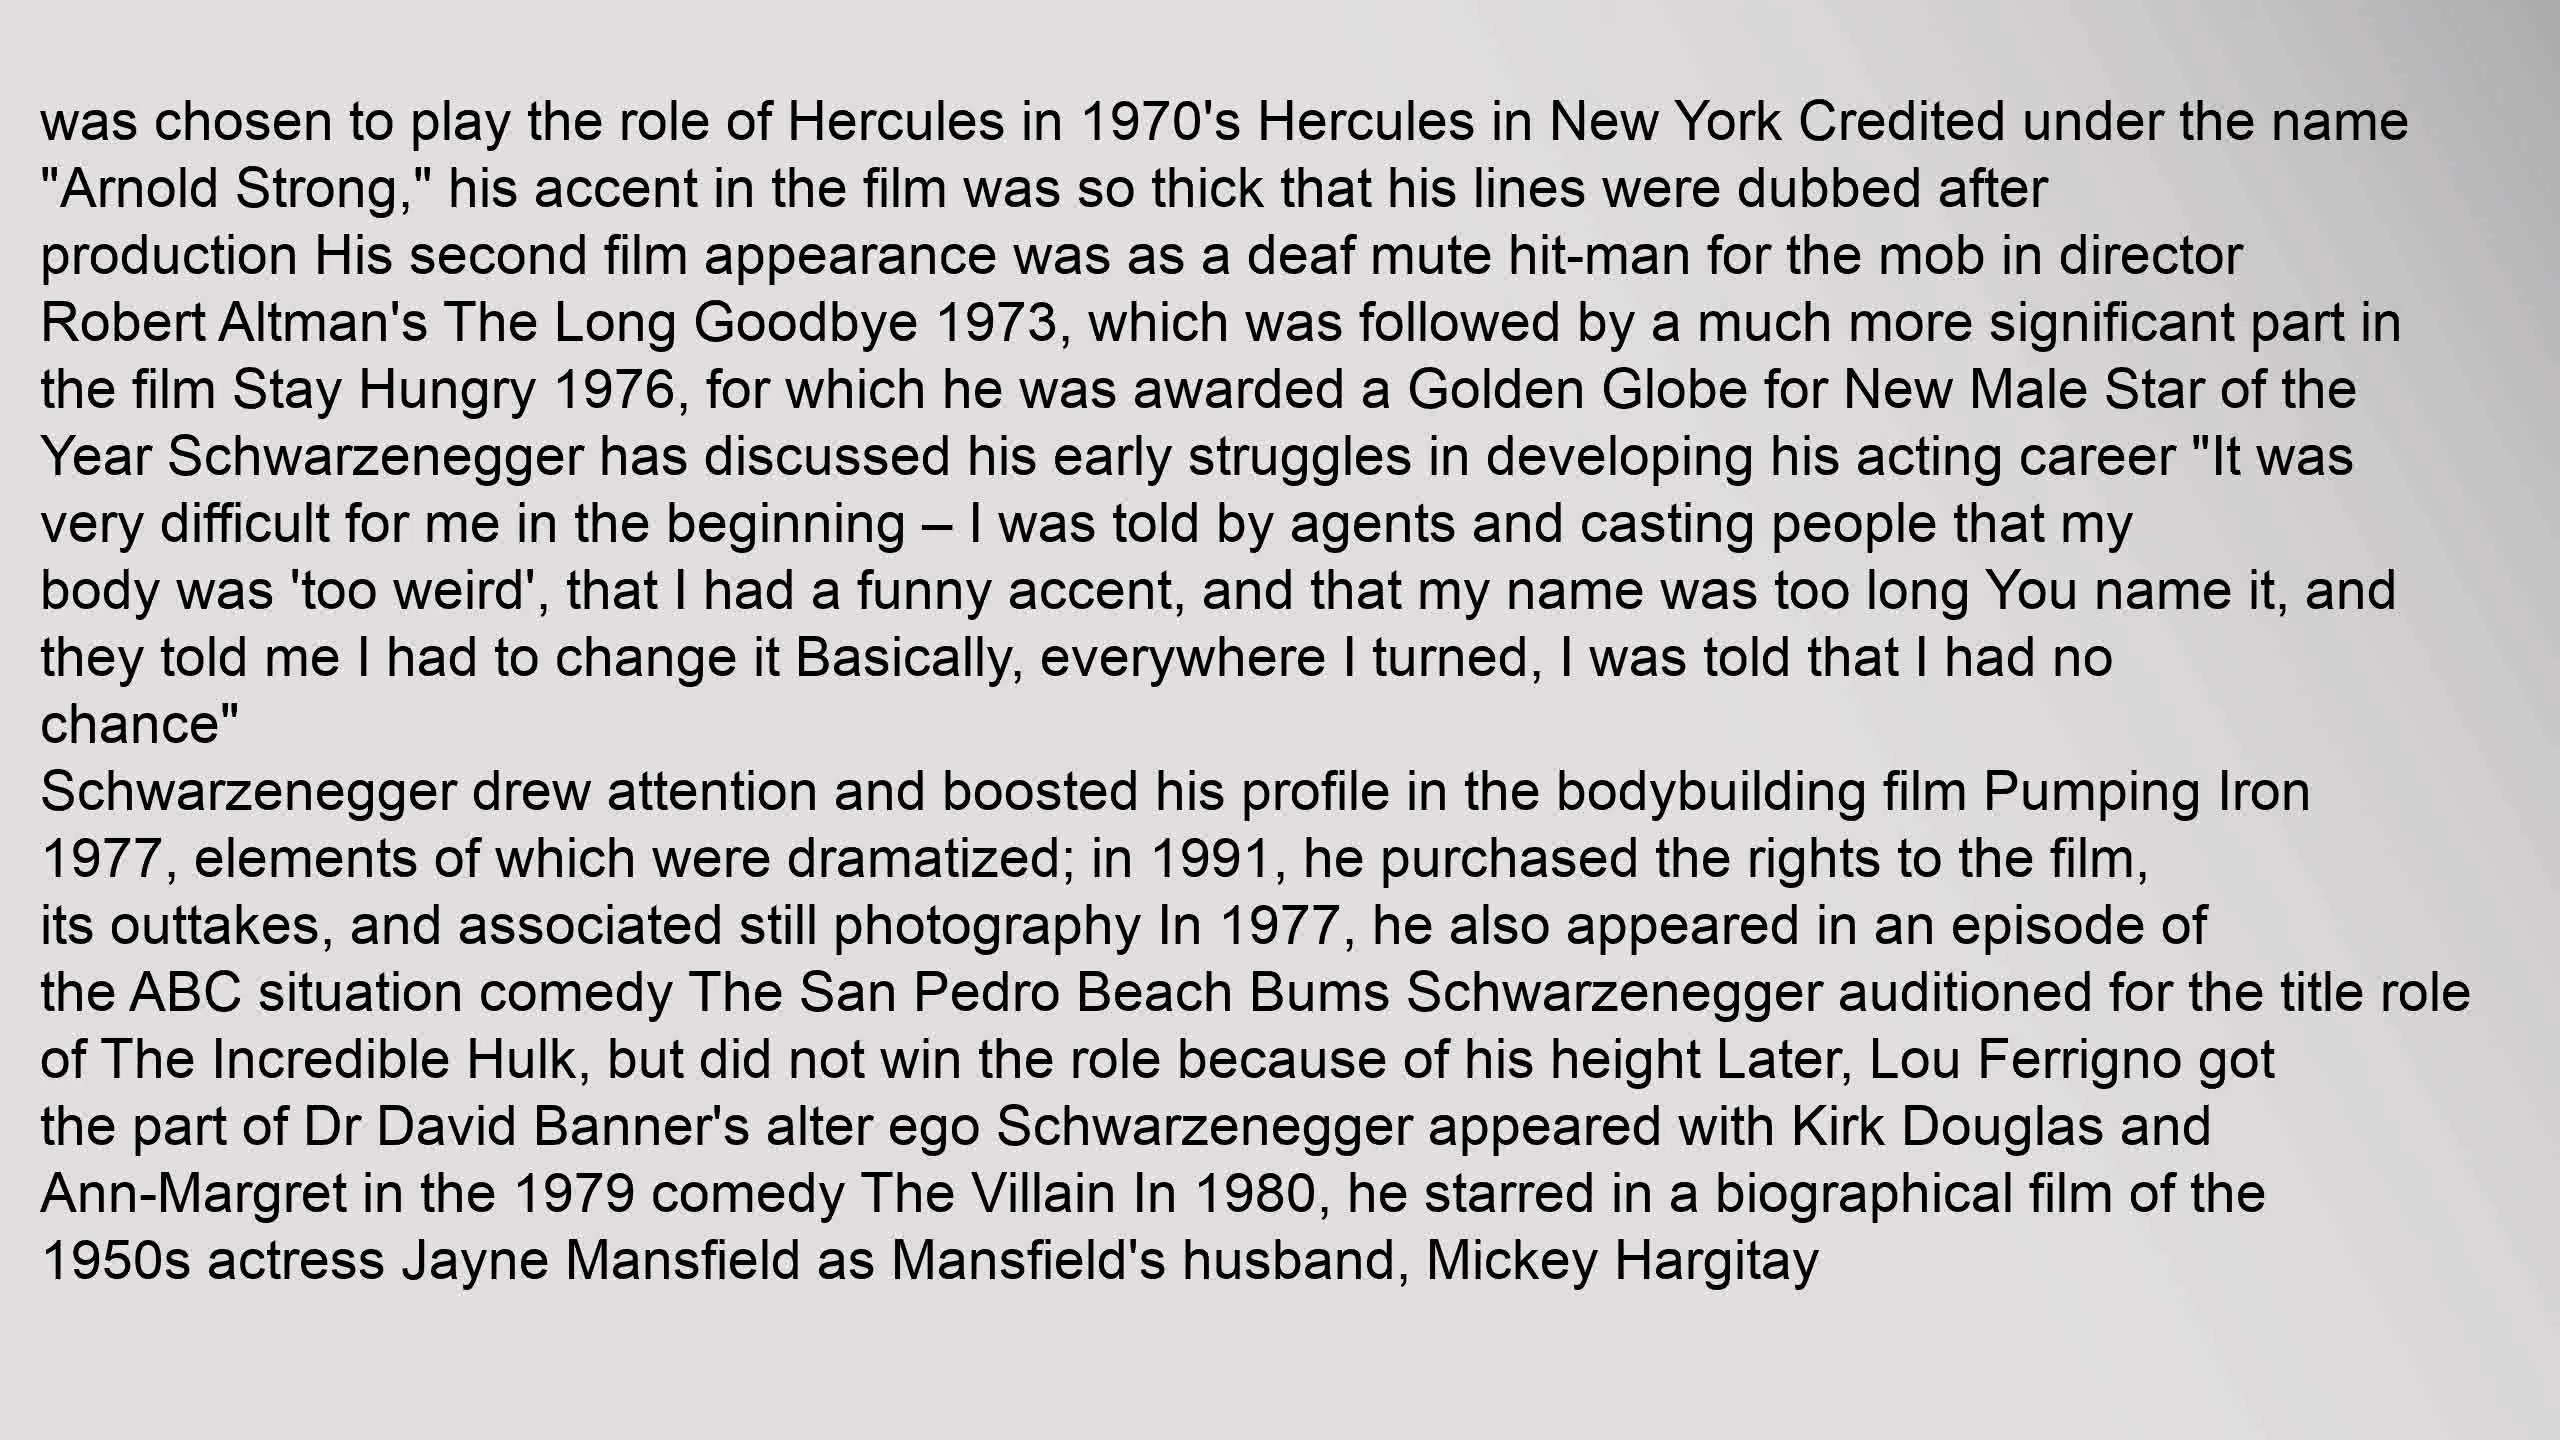 was chosen to play the role of Hercules in 1970's Hercules in New York Credited under the name
"Arnold Strong," his accent in the film was so thick that his lines were dubbed after
production His second film appearance was as a deaf mute hit-man for the mob in director
Robert Altman's The Long Goodbye 1973, which was followed by a much more significant part in
the film Stay Hungry 1976, for which he was awarded a Golden Globe for New Male Star of the
Year Schwarzenegger has discussed his early struggles in developing his acting career "It was
very difficult for me in the beginning – I was told by agents and casting people that my
body was 'too weird', that I had a funny accent, and that my name was too long You name it, and
they told me I had to change it Basically, everywhere I turned, I was told that I had no
chance"
Schwarzenegger drew attention and boosted his profile in the bodybuilding film Pumping Iron
1977, elements of which were dramatized; in 1991, he purchased the rights to the film,
its outtakes, and associated still photography In 1977, he also appeared in an episode of
the ABC situation comedy The San Pedro Beach Bums Schwarzenegger auditioned for the title role
of The Incredible Hulk, but did not win the role because of his height Later, Lou Ferrigno got
the part of Dr David Banner's alter ego Schwarzenegger appeared with Kirk Douglas and
Ann-Margret in the 1979 comedy The Villain In 1980, he starred in a biographical film of the
1950s actress Jayne Mansfield as Mansfield's husband, Mickey Hargitay